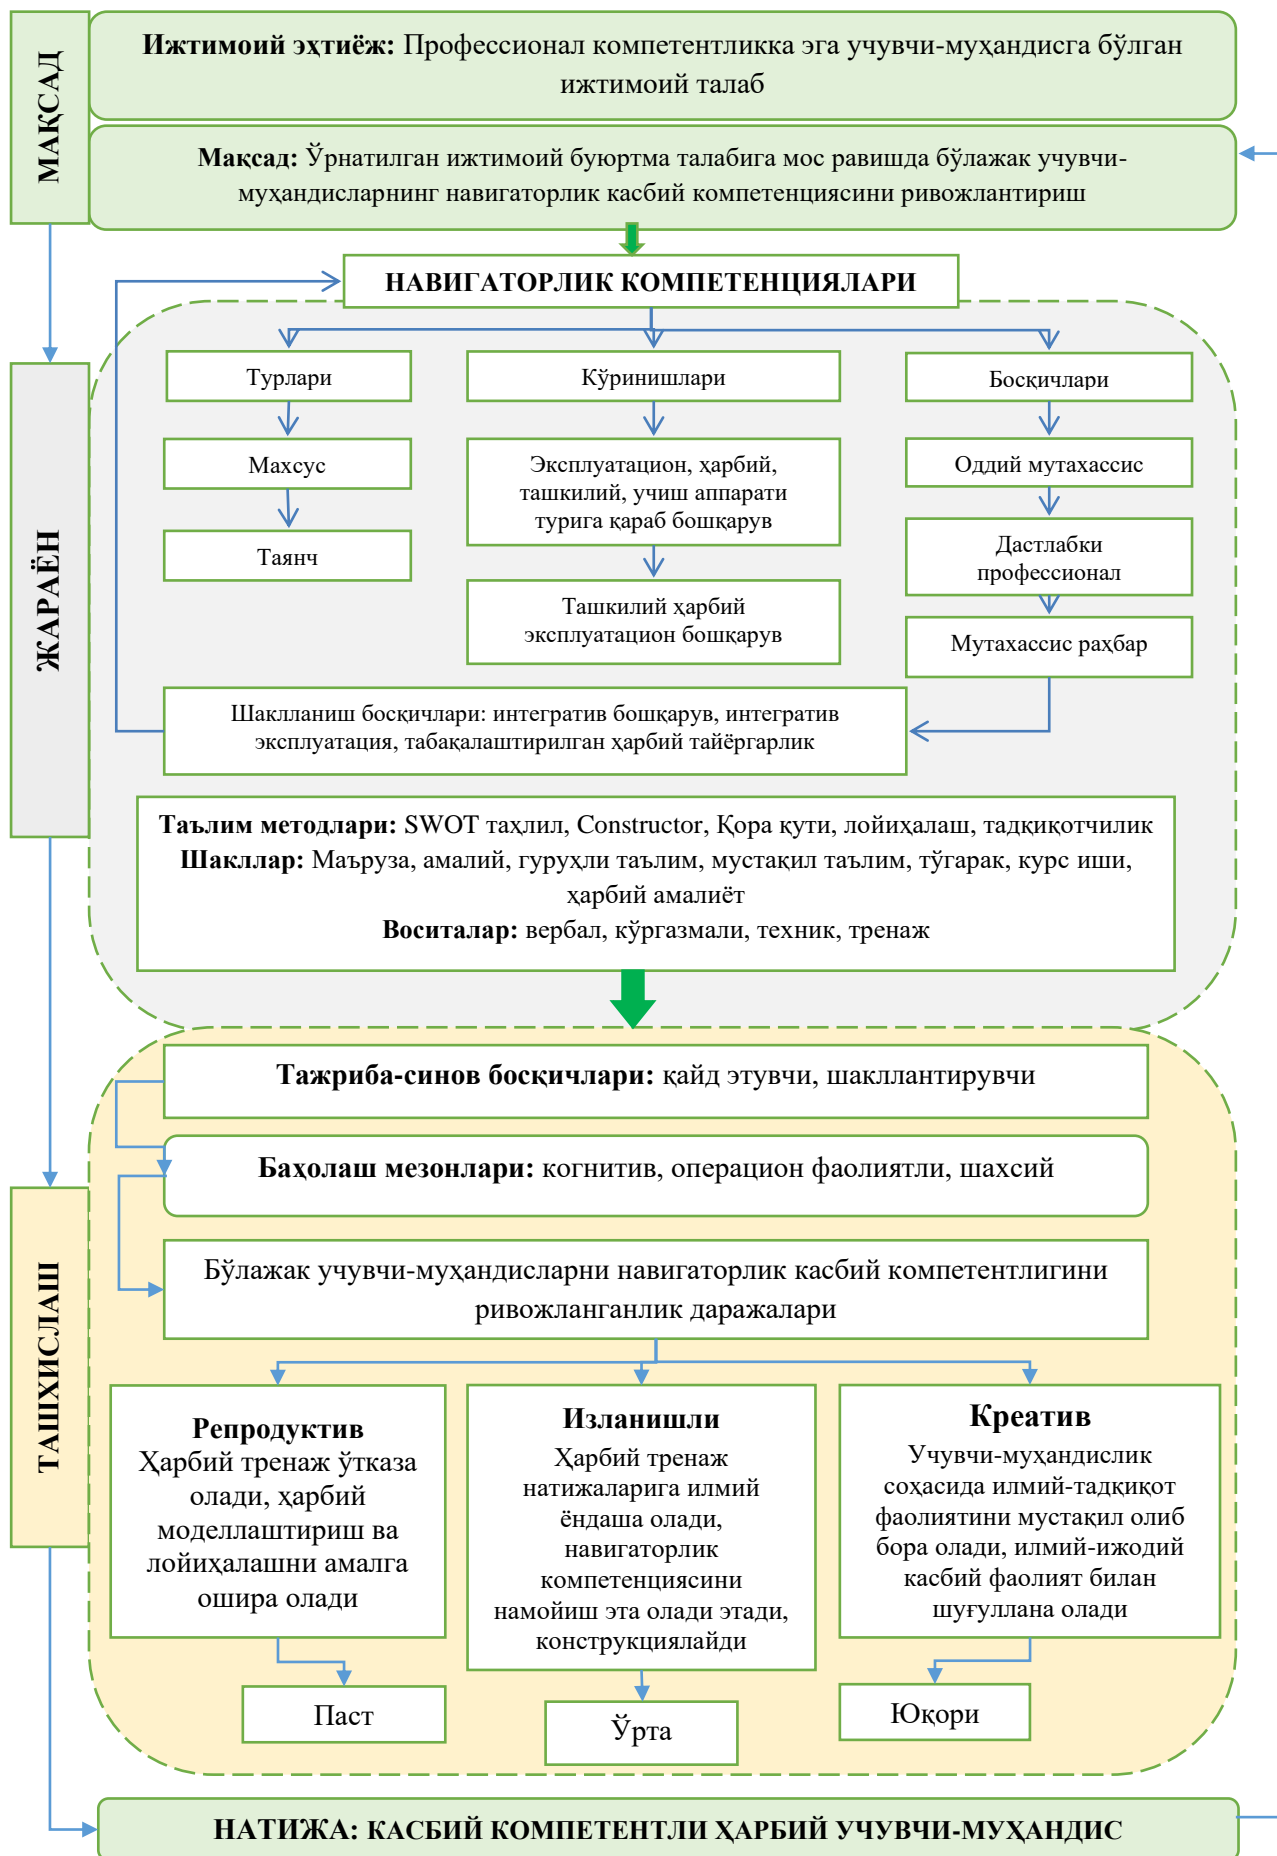 МАҚСАД
Ижтимоий эҳтиёж: Профессионал компетентликка эга учувчи-муҳандисга бўлган
ижтимоий талаб
Мақсад: Ўрнатилган ижтимоий буюртма талабига мос равишда бўлажак учувчи-
муҳандисларнинг навигаторлик касбий компетенциясини ривожлантириш
НАВИГАТОРЛИК КОМПЕТЕНЦИЯЛАРИ
ЖАРАЁН
Турлари
Махсус
Таянч
Кўринишлари
Эксплуатацион, ҳарбий,
ташкилий, учиш аппарати
турига қараб бошқарув
Ташкилий ҳарбий
эксплуатацион бошқарув
Босқичлари
Оддий мутахассис
Дастлабки
профессионал
Мутахассис раҳбар
Шаклланиш босқичлари: интегратив бошқарув, интегратив
эксплуатация, табақалаштирилган ҳарбий тайёргарлик
Таълим методлари: SWOT таҳлил, Constructor, Қора қути, лойиҳалаш, тадқиқотчилик
Шакллар: Маъруза, амалий, гуруҳли таълим, мустақил таълим, тўгарак, курс иши,
ҳарбий амалиёт
Воситалар: вербал, кўргазмали, техник, тренаж
ТАШХИСЛАШ
Тажриба-синов босқичлари: қайд этувчи, шакллантирувчи
Баҳолаш мезонлари: когнитив, операцион фаолиятли, шахсий
Бўлажак учувчи-муҳандисларни навигаторлик касбий компетентлигини
ривожланганлик даражалари
Репродуктив
Ҳарбий тренаж ўтказа
олади, ҳарбий
моделлаштириш ва
лойиҳалашни амалга
ошира олади
Паст
Изланишли
Ҳарбий тренаж
натижаларига илмий
ёндаша олади,
навигаторлик
компетенциясини
намойиш эта олади этади,
конструкциялайди
Ўрта
Креатив
Учувчи-муҳандислик
соҳасида илмий-тадқиқот
фаолиятини мустақил олиб
бора олади, илмий-ижодий
касбий фаолият билан
шуғуллана олади
Юқори
НАТИЖА: КАСБИЙ КОМПЕТЕНТЛИ ҲАРБИЙ УЧУВЧИ-МУҲАНДИС